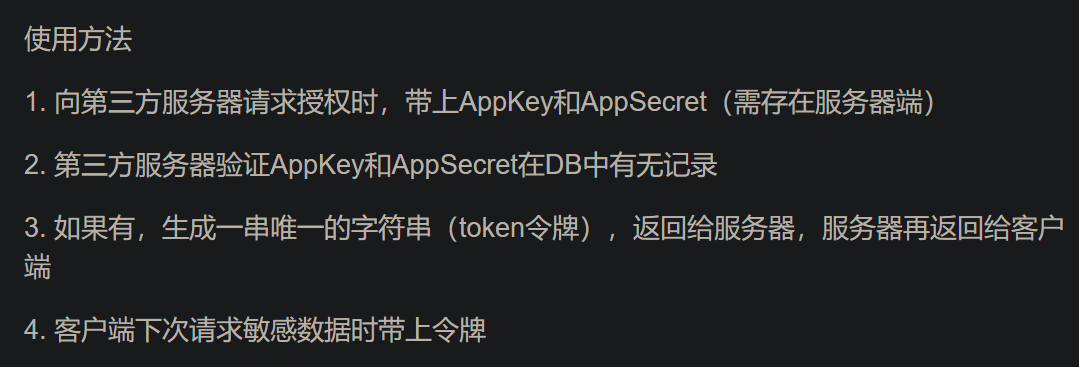 使用方法
1. 向第三方服务器请求授权时，带上AppKey和AppSecret（需存在服务器端）
2. 第三方服务器验证AppKey和AppSecret在DB中有无记录
3. 如果有，生成一串唯一的字符串（token令牌），返回给服务器，服务器再返回给客户
端
4. 客户端下次请求敏感数据时带上令牌